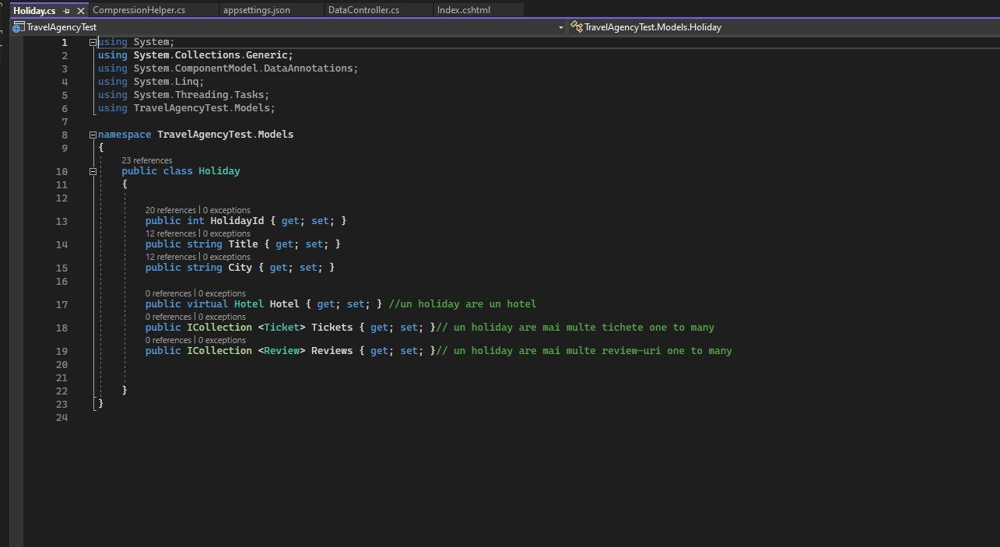 Holiday.cs
CompressionHelper.cs
appsettings.json
DataController.cs
Index.cshtml
TravelAgencyTest
TravelAgencyTest.Models.Holiday
1 using System;
2 using System.Collections.Generic;
3 using System.ComponentModel.DataAnnotations;
4 using System.Linq;
5 using System.Threading.Tasks;
6 using TravelAgencyTest.Models;
7
8 namespace TravelAgencyTest.Models
9 {
23 references
10 public class Holiday
11 {
12
20 references | 0 exceptions
13 public int HolidayId { get; set; }
12 references | 0 exceptions
14 public string Title { get; set; }
12 references | 0 exceptions
15 public string City { get; set; }
16
0 references | 0 exceptions
17 public virtual Hotel Hotel { get; set; } //un holiday are un hotel
0 references | 0 exceptions
18 public ICollection <Ticket> Tickets { get; set; }// un holiday are mai multe tichete one to many
0 references | 0 exceptions
19 public ICollection <Review> Reviews { get; set; }// un holiday are mai multe review-uri one to many
20
21
22 }
23 }
24